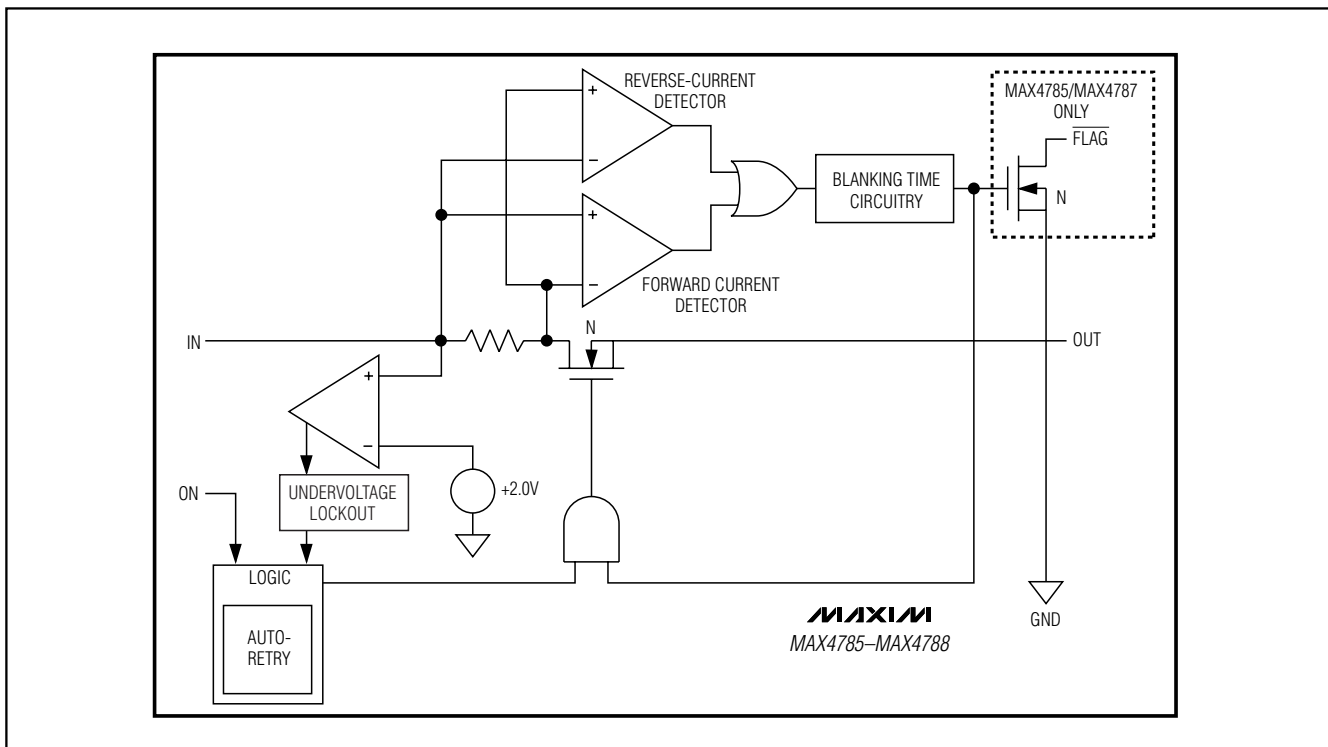 REVERSE-CURRENT
DETECTOR
+
−
MAX4785/MAX4787
ONLY
FLAG
N
BLANKING TIME
CIRCUITRY
+
−
FORWARD CURRENT
DETECTOR
IN
N
OUT
+
−
+2.0V
ON
UNDERVOLTAGE
LOCKOUT
LOGIC
AUTO-
RETRY
MAXIM
MAX4785–MAX4788
GND